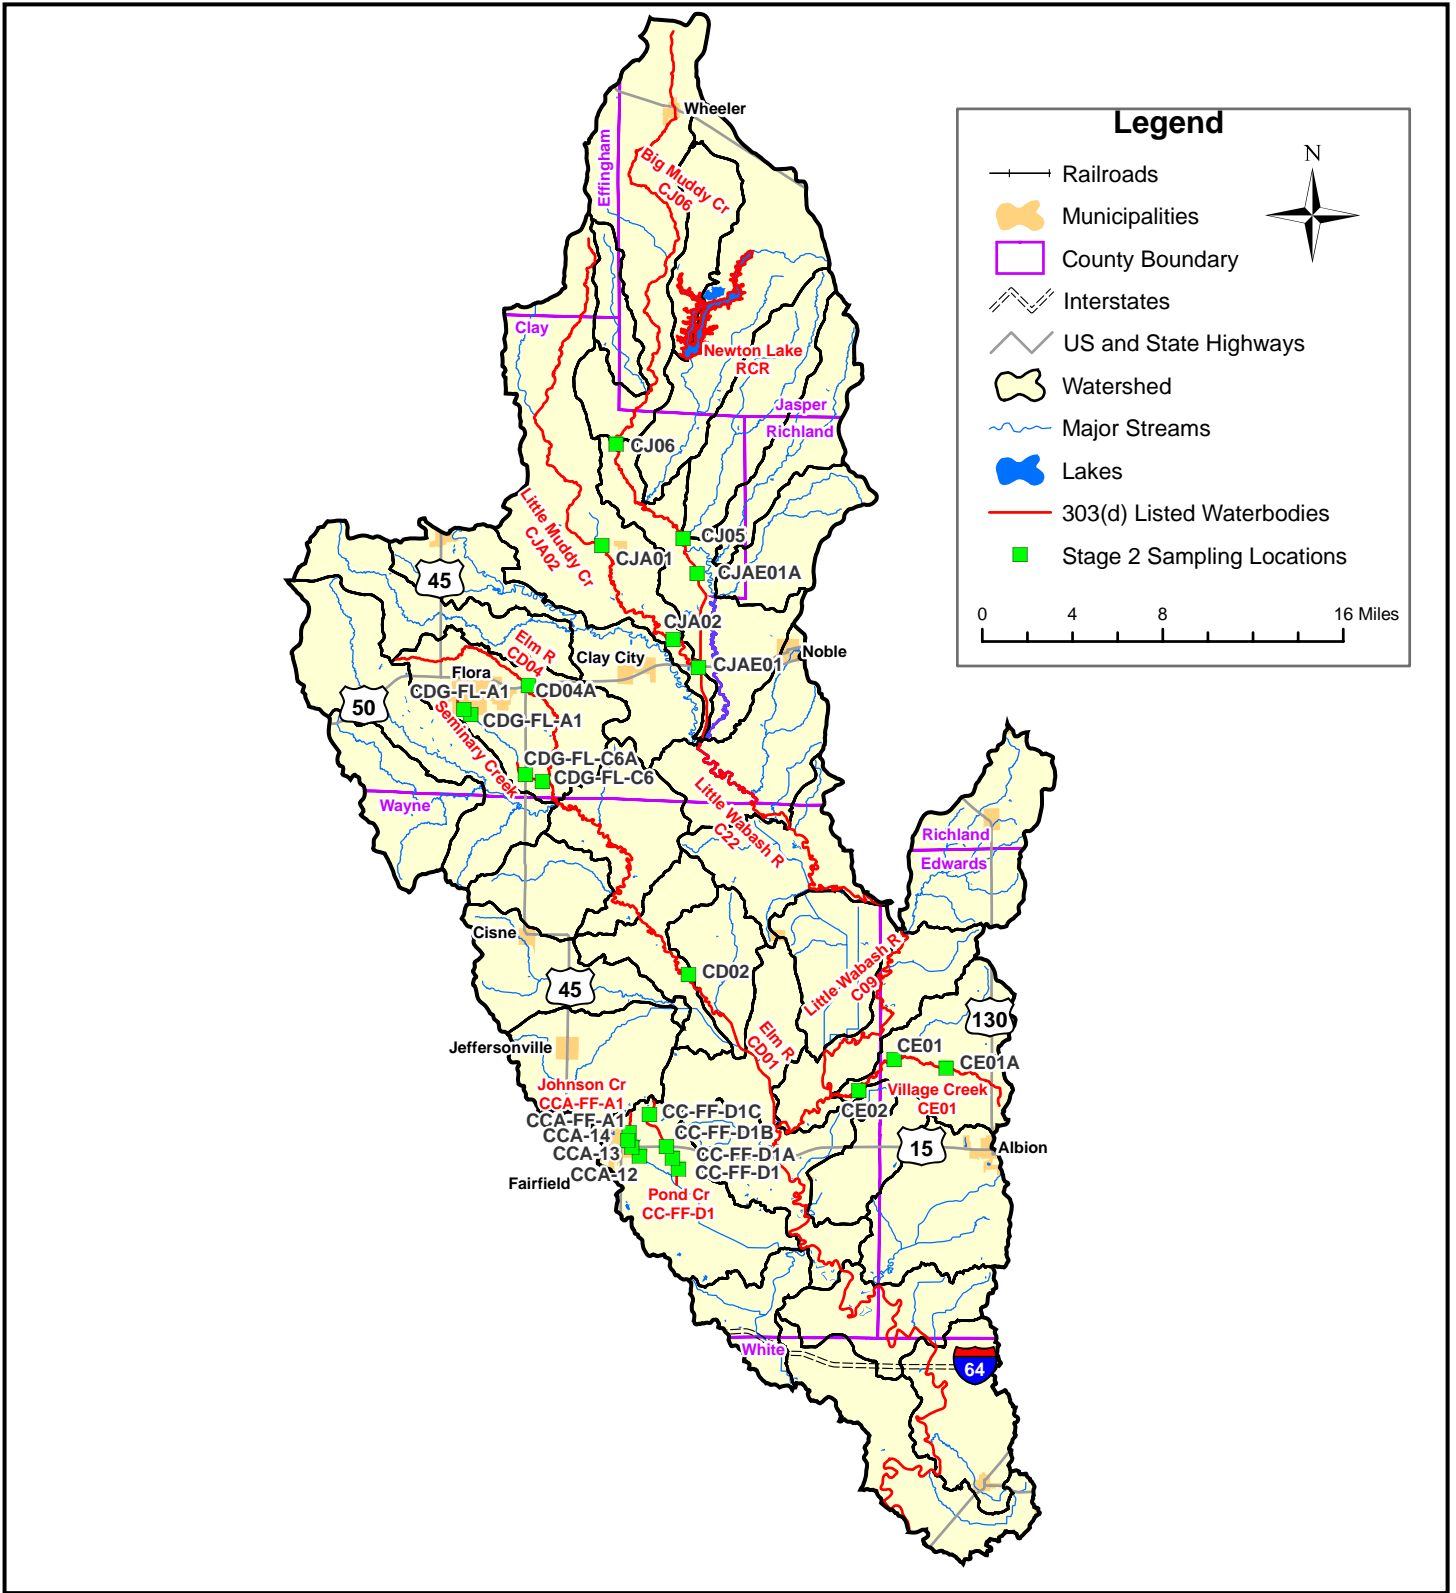 Legend
N
Railroads
Municipalities
County Boundary
Interstates
US and State Highways
Watershed
Major Streams
Lakes
303(d) Listed Waterbodies
Stage 2 Sampling Locations
0 4 8 16 Miles
Wheeler
Effingham
Big Muddy Cr
CJ06
Clay
Newton Lake
RCR
Jasper
Richland
CJ06
Little Muddy Cr
CJA02
CJ05
CJA01
CJAE01A
45
CJA02
Elm R
CD04
Clay City
Noble
CJAE01
Flora
CDG-FL-A1
CD04A
50
CDG-FL-A1
Seminary Creek
CDG-FL-C6A
CDG-FL-C6
Wayne
Little Wabash R
C22
Richland
Edwards
Cisne
Little Wabash R
C09
CD02
45
130
Elm R
CD01
Jeffersonville
CE01
CE01A
Johnson Cr
CCA-FF-A1
Village Creek
CE01
CE02
CC-FF-D1C
CCA-FF-A1
CCA-14
CC-FF-D1B
15
Albion
CCA-13
CC-FF-D1A
CCA-12
CC-FF-D1
Fairfield
Pond Cr
CC-FF-D1
White
64